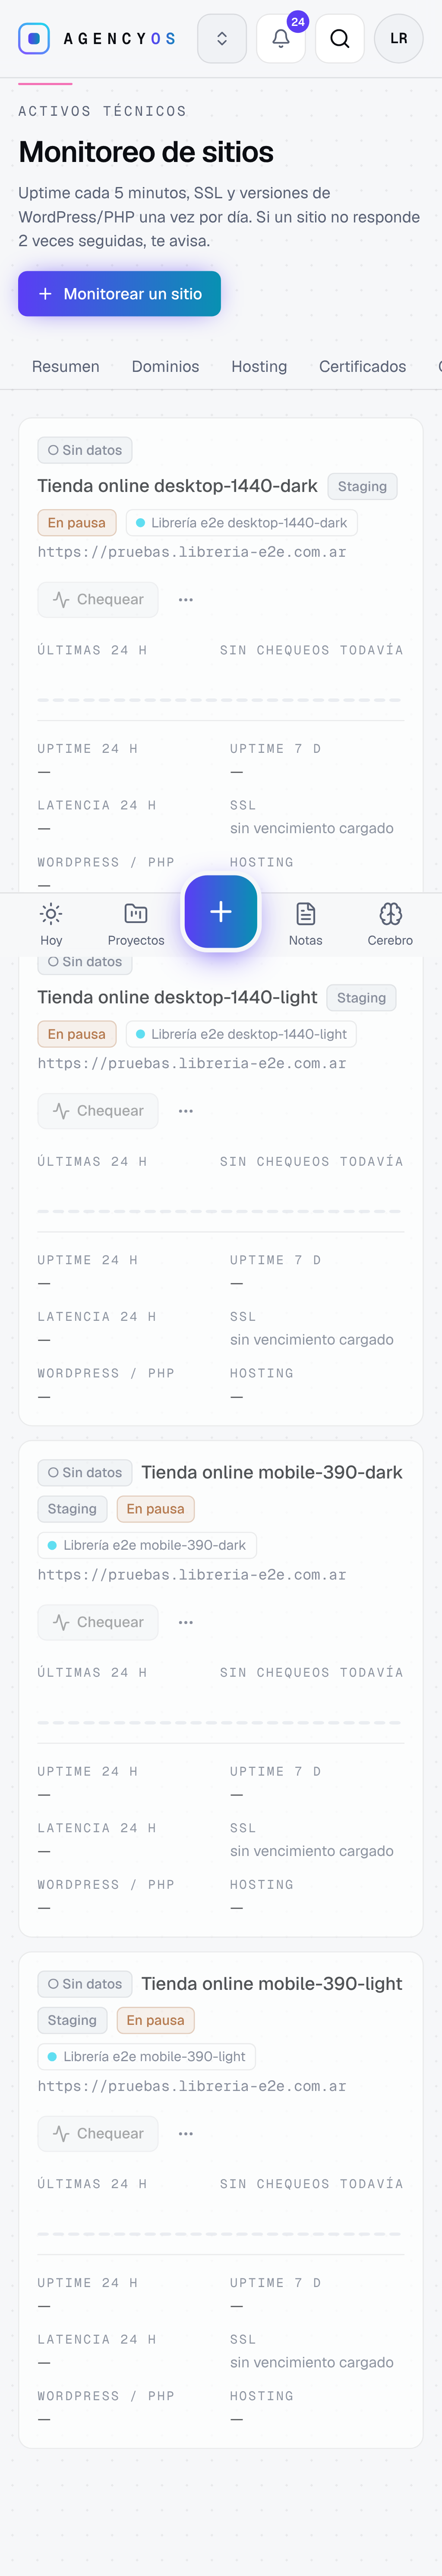 AGENCYOS
24
LR
ACTIVOS TÉCNICOS
Monitoreo de sitios
Uptime cada 5 minutos, SSL y versiones de
WordPress/PHP una vez por día. Si un sitio no responde
2 veces seguidas, te avisa.
+ Monitorear un sitio
Resumen Dominios Hosting Certificados
Sin datos
Tienda online desktop-1440-dark Staging
En pausa Librería e2e desktop-1440-dark
https://pruebas.libreria-e2e.com.ar
Chequear ···
ÚLTIMAS 24 H SIN CHEQUEOS TODAVÍA
UPTIME 24 H UPTIME 7 D
— —
LATENCIA 24 H SSL
— sin vencimiento cargado
WORDPRESS / PHP HOSTING
—
Hoy Proyectos + Notas Cerebro
Sin datos
Tienda online desktop-1440-light Staging
En pausa Librería e2e desktop-1440-light
https://pruebas.libreria-e2e.com.ar
Chequear ···
ÚLTIMAS 24 H SIN CHEQUEOS TODAVÍA
UPTIME 24 H UPTIME 7 D
— —
LATENCIA 24 H SSL
— sin vencimiento cargado
WORDPRESS / PHP HOSTING
— —
Sin datos Tienda online mobile-390-dark
Staging En pausa
Librería e2e mobile-390-dark
https://pruebas.libreria-e2e.com.ar
Chequear ···
ÚLTIMAS 24 H SIN CHEQUEOS TODAVÍA
UPTIME 24 H UPTIME 7 D
— —
LATENCIA 24 H SSL
— sin vencimiento cargado
WORDPRESS / PHP HOSTING
— —
Sin datos Tienda online mobile-390-light
Staging En pausa
Librería e2e mobile-390-light
https://pruebas.libreria-e2e.com.ar
Chequear ···
ÚLTIMAS 24 H SIN CHEQUEOS TODAVÍA
UPTIME 24 H UPTIME 7 D
— —
LATENCIA 24 H SSL
— sin vencimiento cargado
WORDPRESS / PHP HOSTING
— —